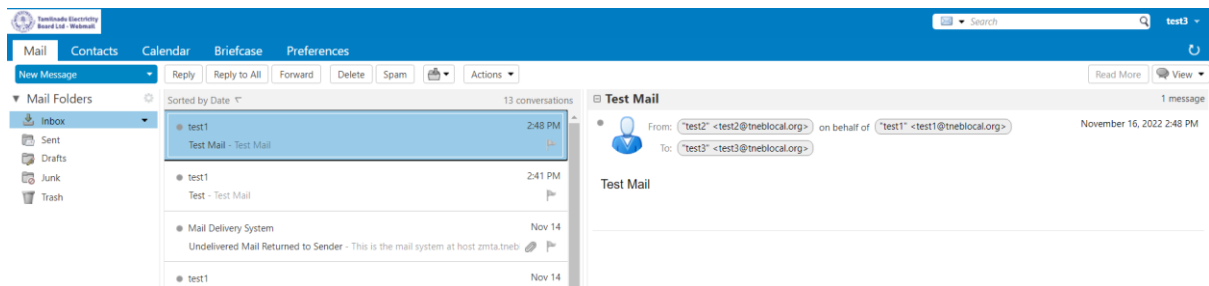 Tamilnadu Electricity
Board Ltd - Webmail
Search
test3
Mail Contacts Calendar Briefcase Preferences
New Message
Reply Reply to All Forward Delete Spam Actions Read More View
Mail Folders
Inbox
Sent
Drafts
Junk
Trash
Sorted by Date 13 conversations
test1 2:48 PM
Test Mail - Test Mail
test1 2:41 PM
Test - Test Mail
Mail Delivery System Nov 14
Undelivered Mail Returned to Sender - This is the mail system at host zmta.tneb
test1 Nov 14
Test Mail 1 message
From: "test2" <test2@tneblocal.org> on behalf of "test1" <test1@tneblocal.org> November 16, 2022 2:48 PM
To: "test3" <test3@tneblocal.org>
Test Mail